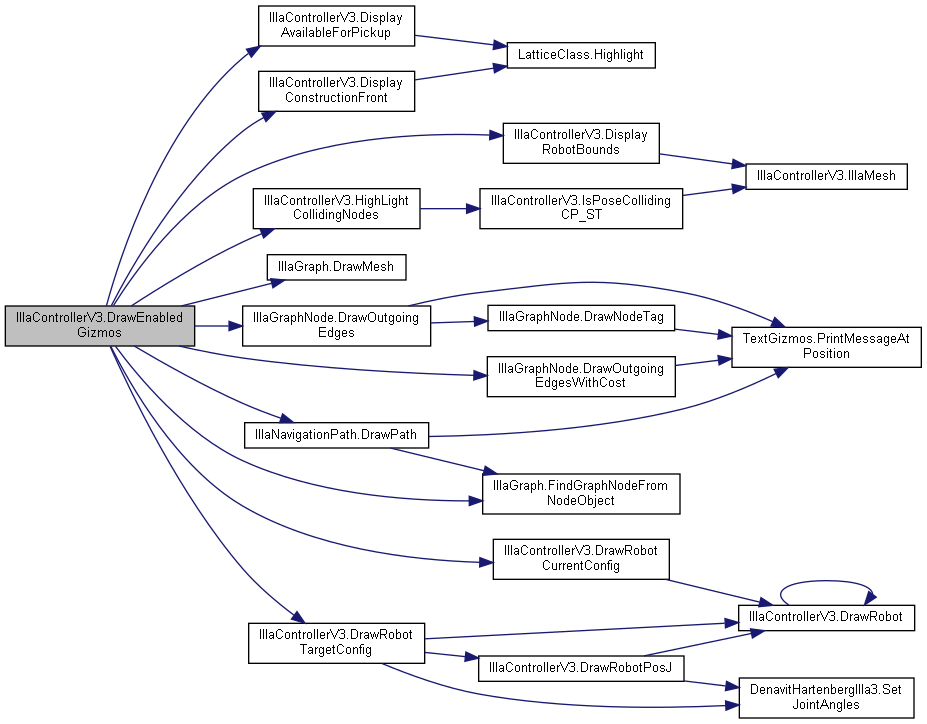 IllaControllerV3.Display
AvailableForPickup
LatticeClass.Highlight
IllaControllerV3.Display
ConstructionFront
IllaControllerV3.Display
RobotBounds
IllaControllerV3.IllaMesh
IllaControllerV3.HighLight
CollidingNodes
IllaControllerV3.IsPoseColliding
CP_ST
IllaGraph.DrawMesh
IllaControllerV3.DrawEnabled
Gizmos
IllaGraphNode.DrawOutgoing
Edges
IllaGraphNode.DrawNodeTag
TextGizmos.PrintMessageAt
Position
IllaGraphNode.DrawOutgoing
EdgesWithCost
IllaNavigationPath.DrawPath
IllaGraph.FindGraphNodeFrom
NodeObject
IllaControllerV3.DrawRobot
CurrentConfig
IllaControllerV3.DrawRobot
IllaControllerV3.DrawRobot
TargetConfig
IllaControllerV3.DrawRobotPosJ
DenavitHartenbergIlla3.Set
JointAngles